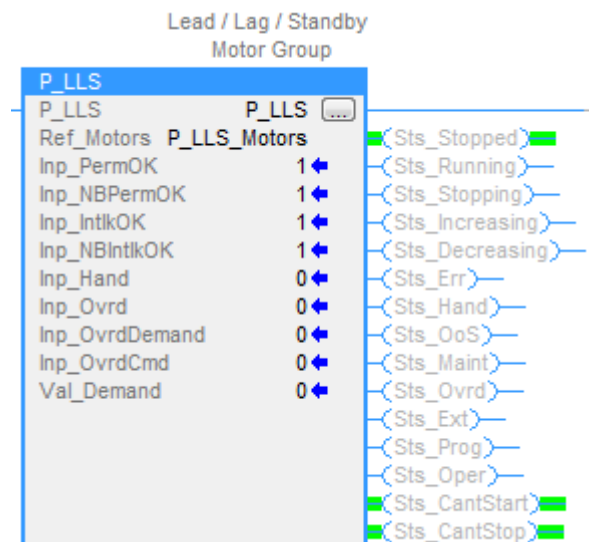 Lead / Lag / Standby
Motor Group
P_LLS
P_LLS P_LLS ...
Ref_Motors P_LLS_Motors (Sts_Stopped)
Inp_PermOK 1 (Sts_Running)
Inp_NBPermOK 1 (Sts_Stopping)
Inp_IntlkOK 1 (Sts_Increasing)
Inp_NBIntlkOK 1 (Sts_Decreasing)
Inp_Hand 0 (Sts_Err)
Inp_Ovrd 0 (Sts_Hand)
Inp_OvrdDemand 0 (Sts_OoS)
Inp_OvrdCmd 0 (Sts_Maint)
Val_Demand 0 (Sts_Ovrd)
(Sts_Ext)
(Sts_Prog)
(Sts_Oper)
(Sts_CantStart)
(Sts_CantStop)